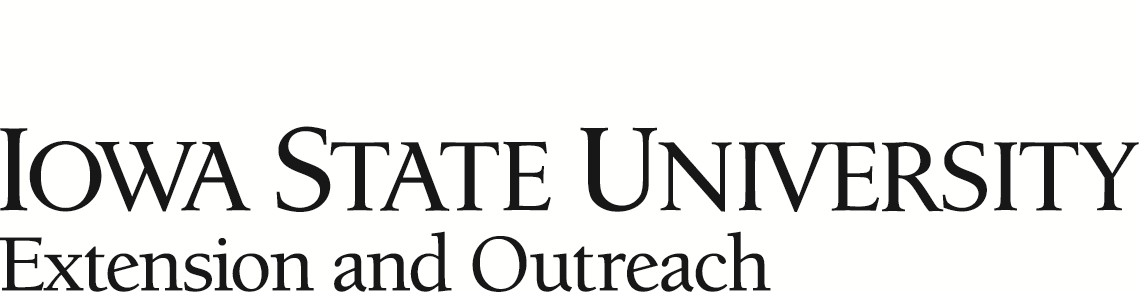 IOWA STATE UNIVERSITY
Extension and Outreach